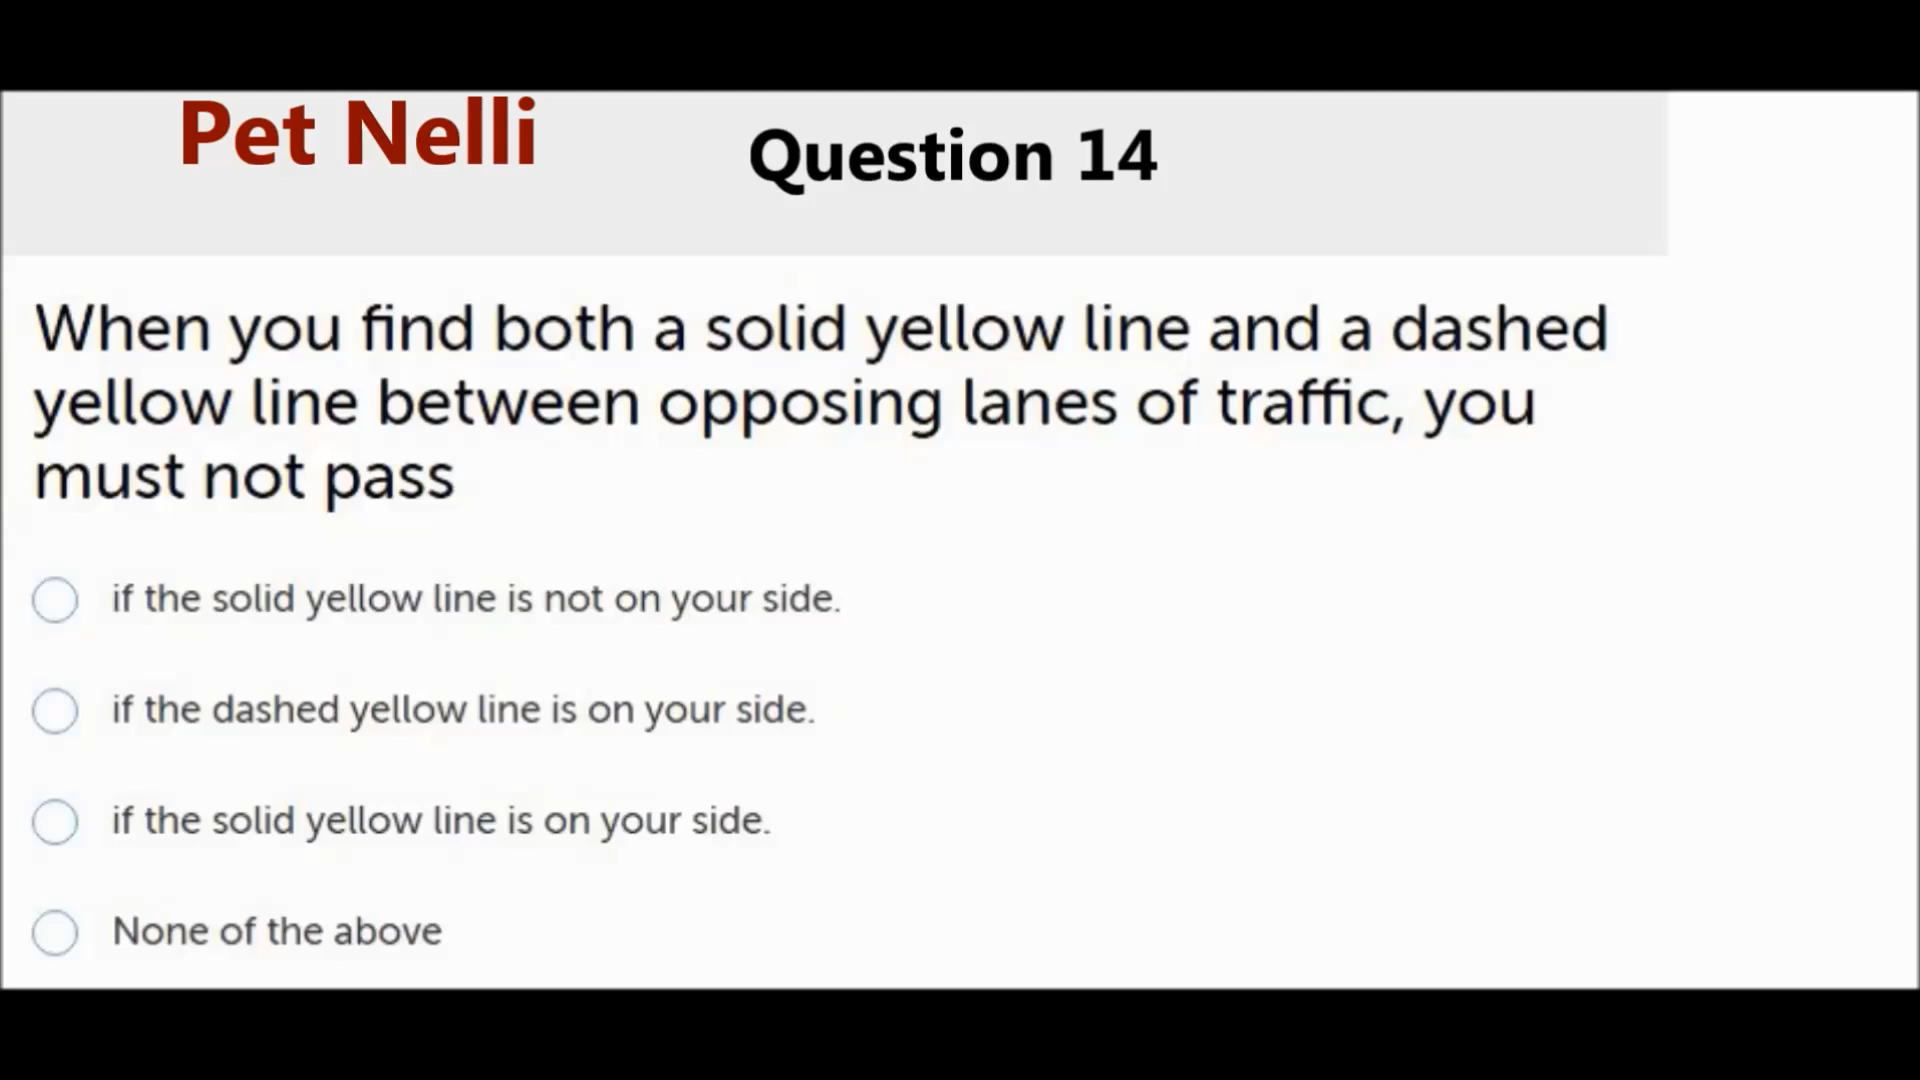 Pet Nelli
Question 14
When you find both a solid yellow line and a dashed
yellow line between opposing lanes of traffic, you
must not pass
if the solid yellow line is not on your side.
if the dashed yellow line is on your side.
if the solid yellow line is on your side.
None of the above